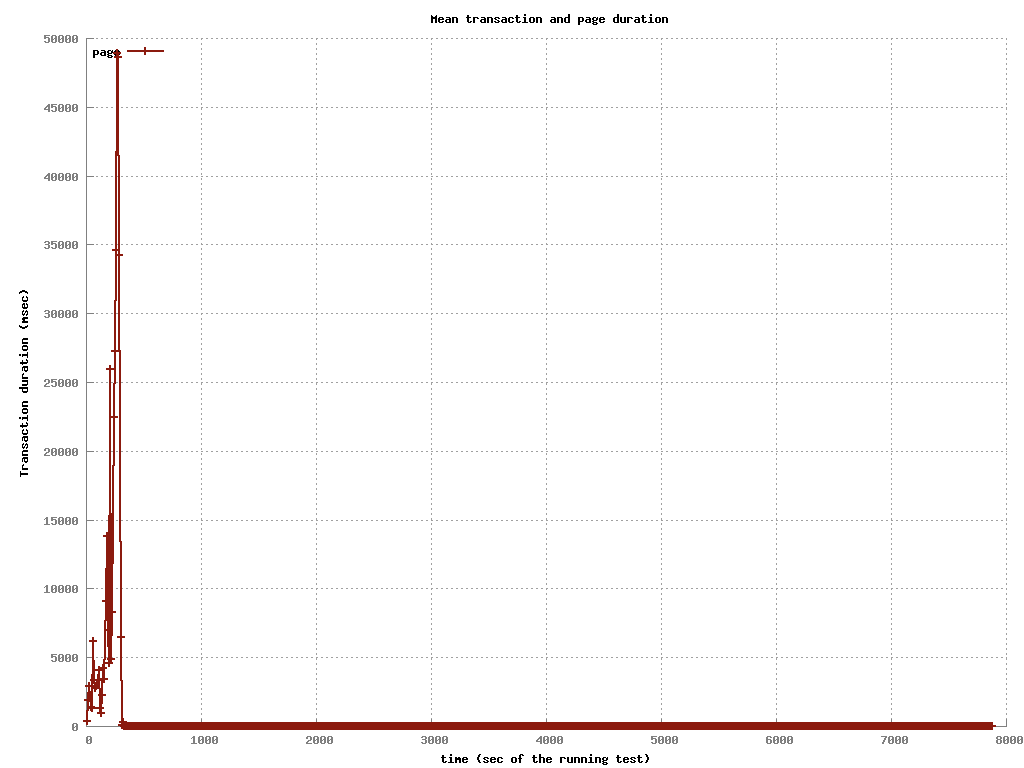 Mean transaction and page duration
50000
page
45000
40000
35000
30000
25000
20000
15000
10000
5000
0
Transaction duration (msec)
0 1000 2000 3000 4000 5000 6000 7000 8000
time (sec of the running test)